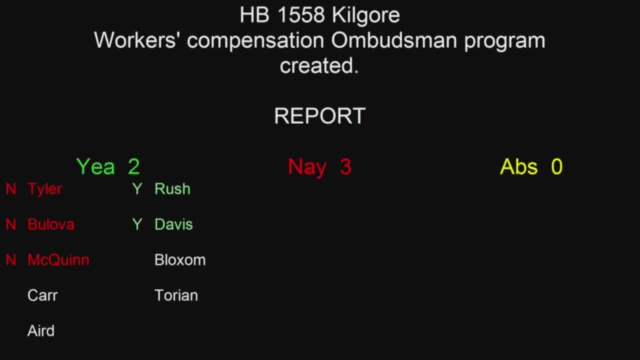 HB 1558 Kilgore
Workers' compensation Ombudsman program
created.
REPORT
Yea 2 Nay 3 Abs 0
N Tyler Y Rush
N Bulova Y Davis
N McQuinn Bloxom
Carr Torian
Aird